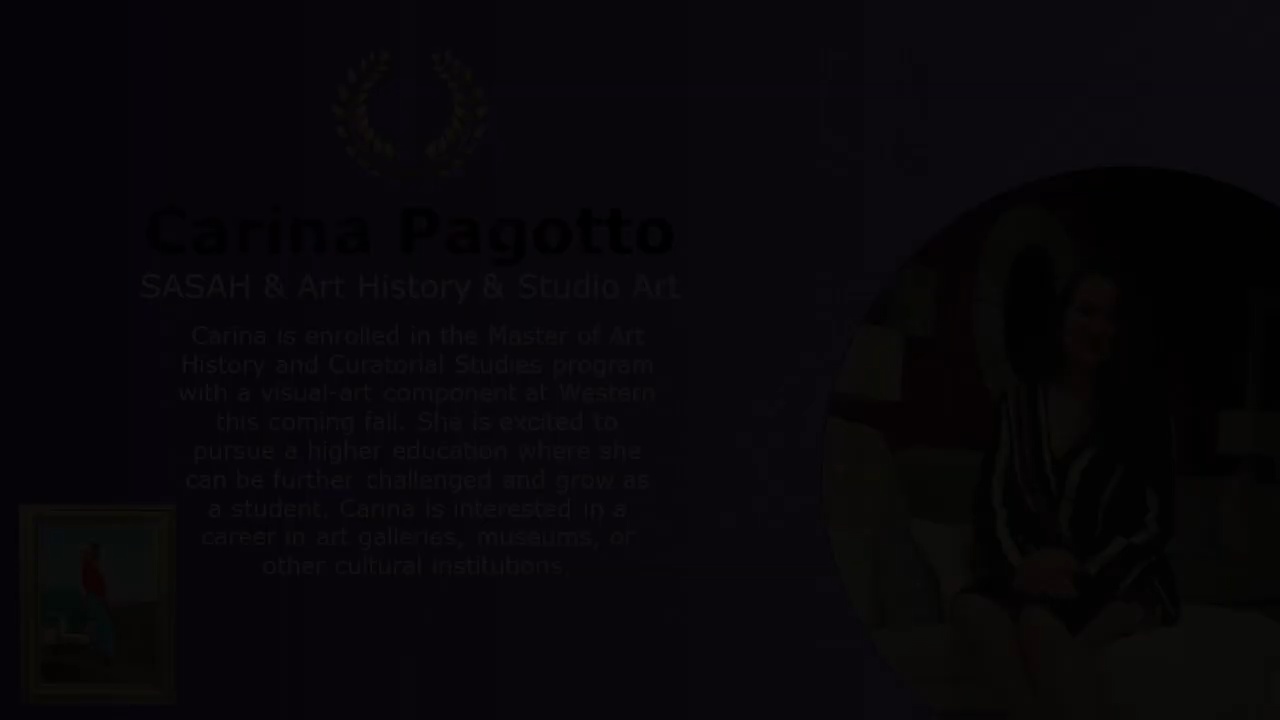 Carina Pagotto
SASAH & Art History & Studio Art
Carina is enrolled in the Master of Art
History and Curatorial Studies program
with a visual-art component at Western
this coming fall. She is excited to
pursue a higher education where she
can be further challenged and grow as
a student. Carina is interested in a
career in art galleries, museums, or
other cultural institutions